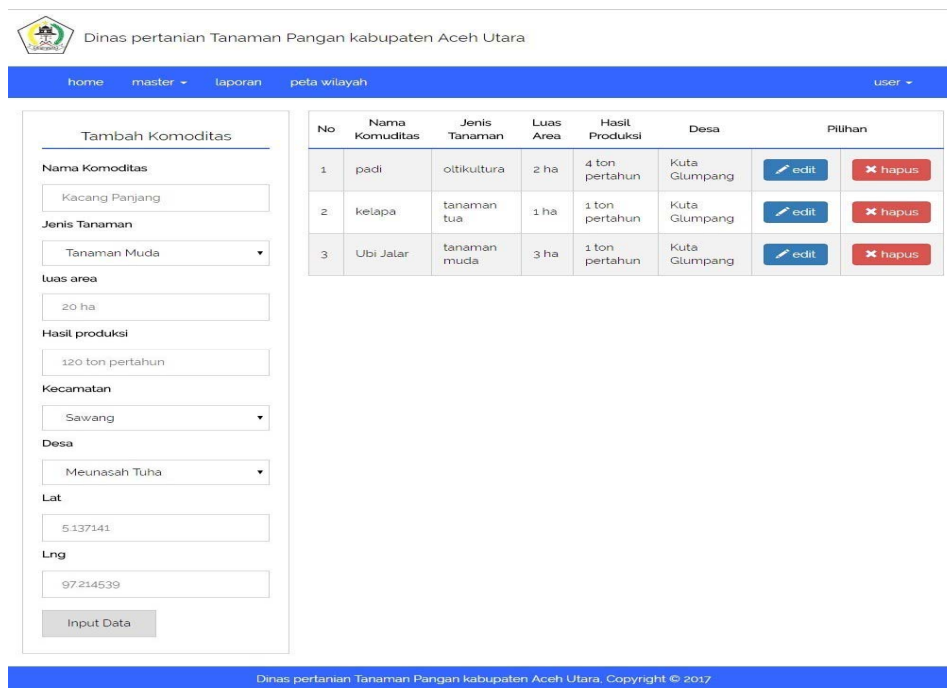 Dinas pertanian Tanaman Pangan kabupaten Aceh Utara
home master laporan peta wilayah user
Tambah Komoditas
Nama Komoditas
Kacang Panjang
Jenis Tanaman
Tanaman Muda
luas area
20 ha
Hasil produksi
120 ton pertahun
Kecamatan
Sawang
Desa
Meunasah Tuha
Lat
5.137141
Lng
97.214539
Input Data
No Nama Komuditas Jenis Tanaman Luas Area Hasil Produksi Desa Pilihan
1 padi oltikultura 2 ha 4 ton pertahun Kuta Glumpang edit hapus
2 kelapa tanaman tua 1 ha 1 ton pertahun Kuta Glumpang edit hapus
3 Ubi Jalar tanaman muda 3 ha 1 ton pertahun Kuta Glumpang edit hapus
Dinas pertanian Tanaman Pangan kabupaten Aceh Utara, Copyright © 2017